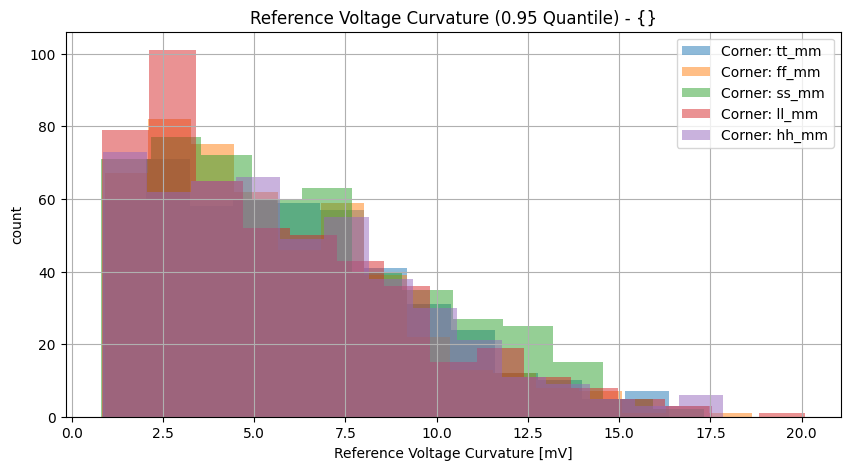 Reference Voltage Curvature (0.95 Quantile) - {}
Corner: tt_mm
Corner: ff_mm
Corner: ss_mm
Corner: ll_mm
Corner: hh_mm
count
100
80
60
40
20
0
0.0 2.5 5.0 7.5 10.0 12.5 15.0 17.5 20.0
Reference Voltage Curvature [mV]